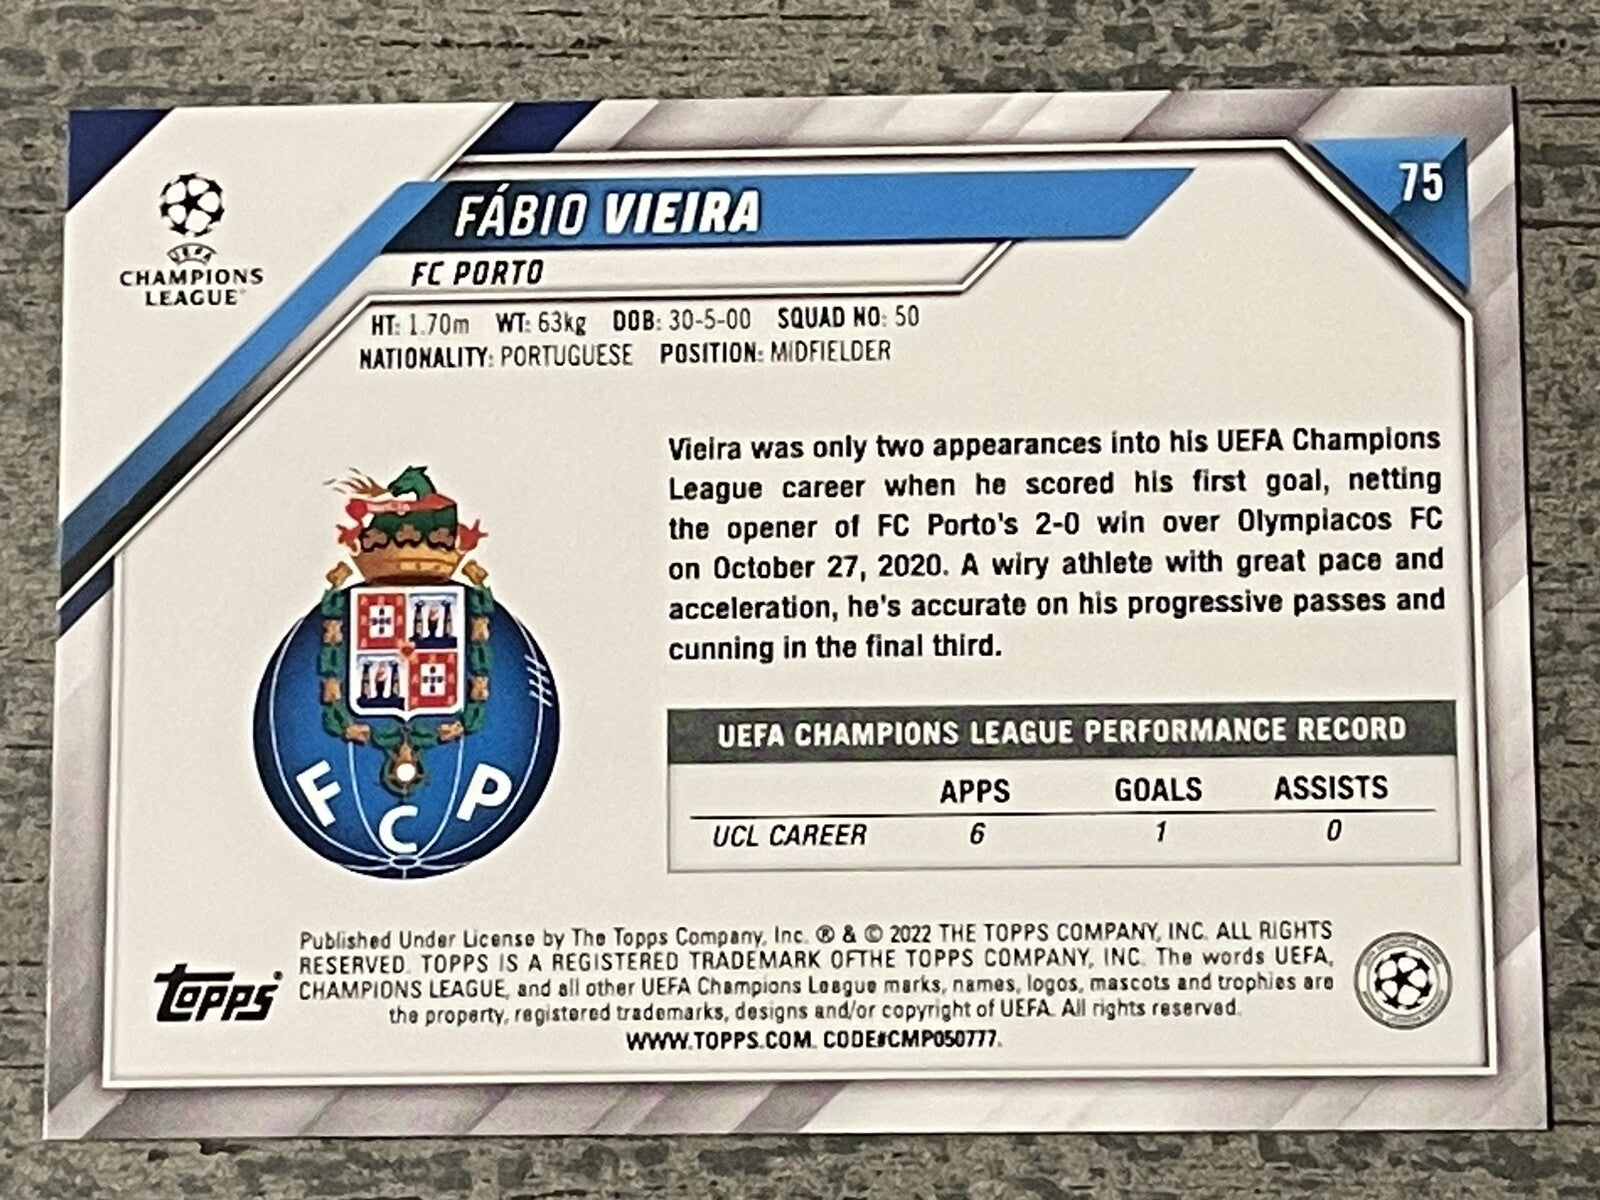 75
FÁBIO VIEIRA
UEFA
CHAMPIONS
LEAGUE
FC PORTO
HT: 1.70m WT: 63kg DOB: 30-5-00 SQUAD NO: 50
NATIONALITY: PORTUGUESE POSITION: MIDFIELDER
Vieira was only two appearances into his UEFA Champions
League career when he scored his first goal, netting
the opener of FC Porto's 2-0 win over Olympiacos FC
on October 27, 2020. A wiry athlete with great pace and
acceleration, he's accurate on his progressive passes and
cunning in the final third.
FCP
UEFA CHAMPIONS LEAGUE PERFORMANCE RECORD
APPS GOALS ASSISTS
UCL CAREER 6 1 0
Published Under License by The Topps Company, Inc. ® & © 2022 THE TOPPS COMPANY, INC. ALL RIGHTS
RESERVED. TOPPS IS A REGISTERED TRADEMARK OFTHE TOPPS COMPANY, INC. The words UEFA,
CHAMPIONS LEAGUE, and all other UEFA Champions League marks, names, logos, mascots and trophies are
the property, registered trademarks, designs and/or copyright of UEFA. All rights reserved.
WWW.TOPPS.COM. CODE#CMP050777.
Topps®